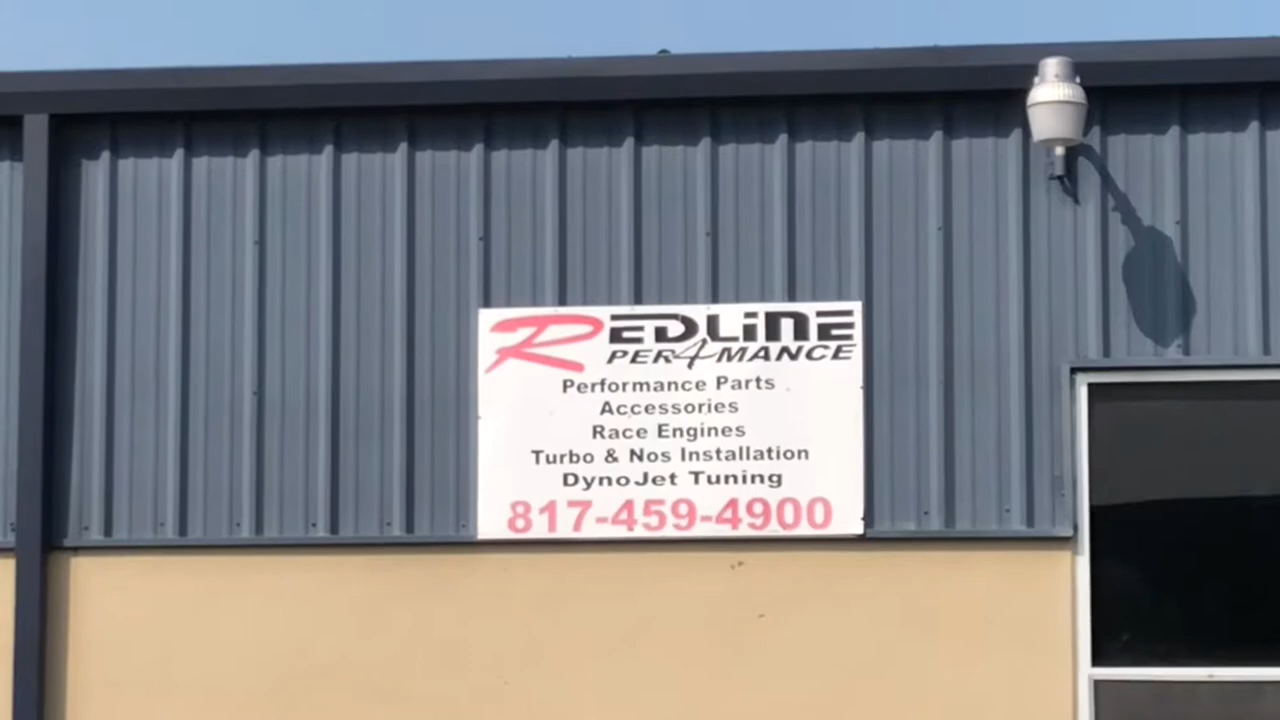 REDLINE
PER4MANCE
Performance Parts
Accessories
Race Engines
Turbo & Nos Installation
DynoJet Tuning
817-459-4900